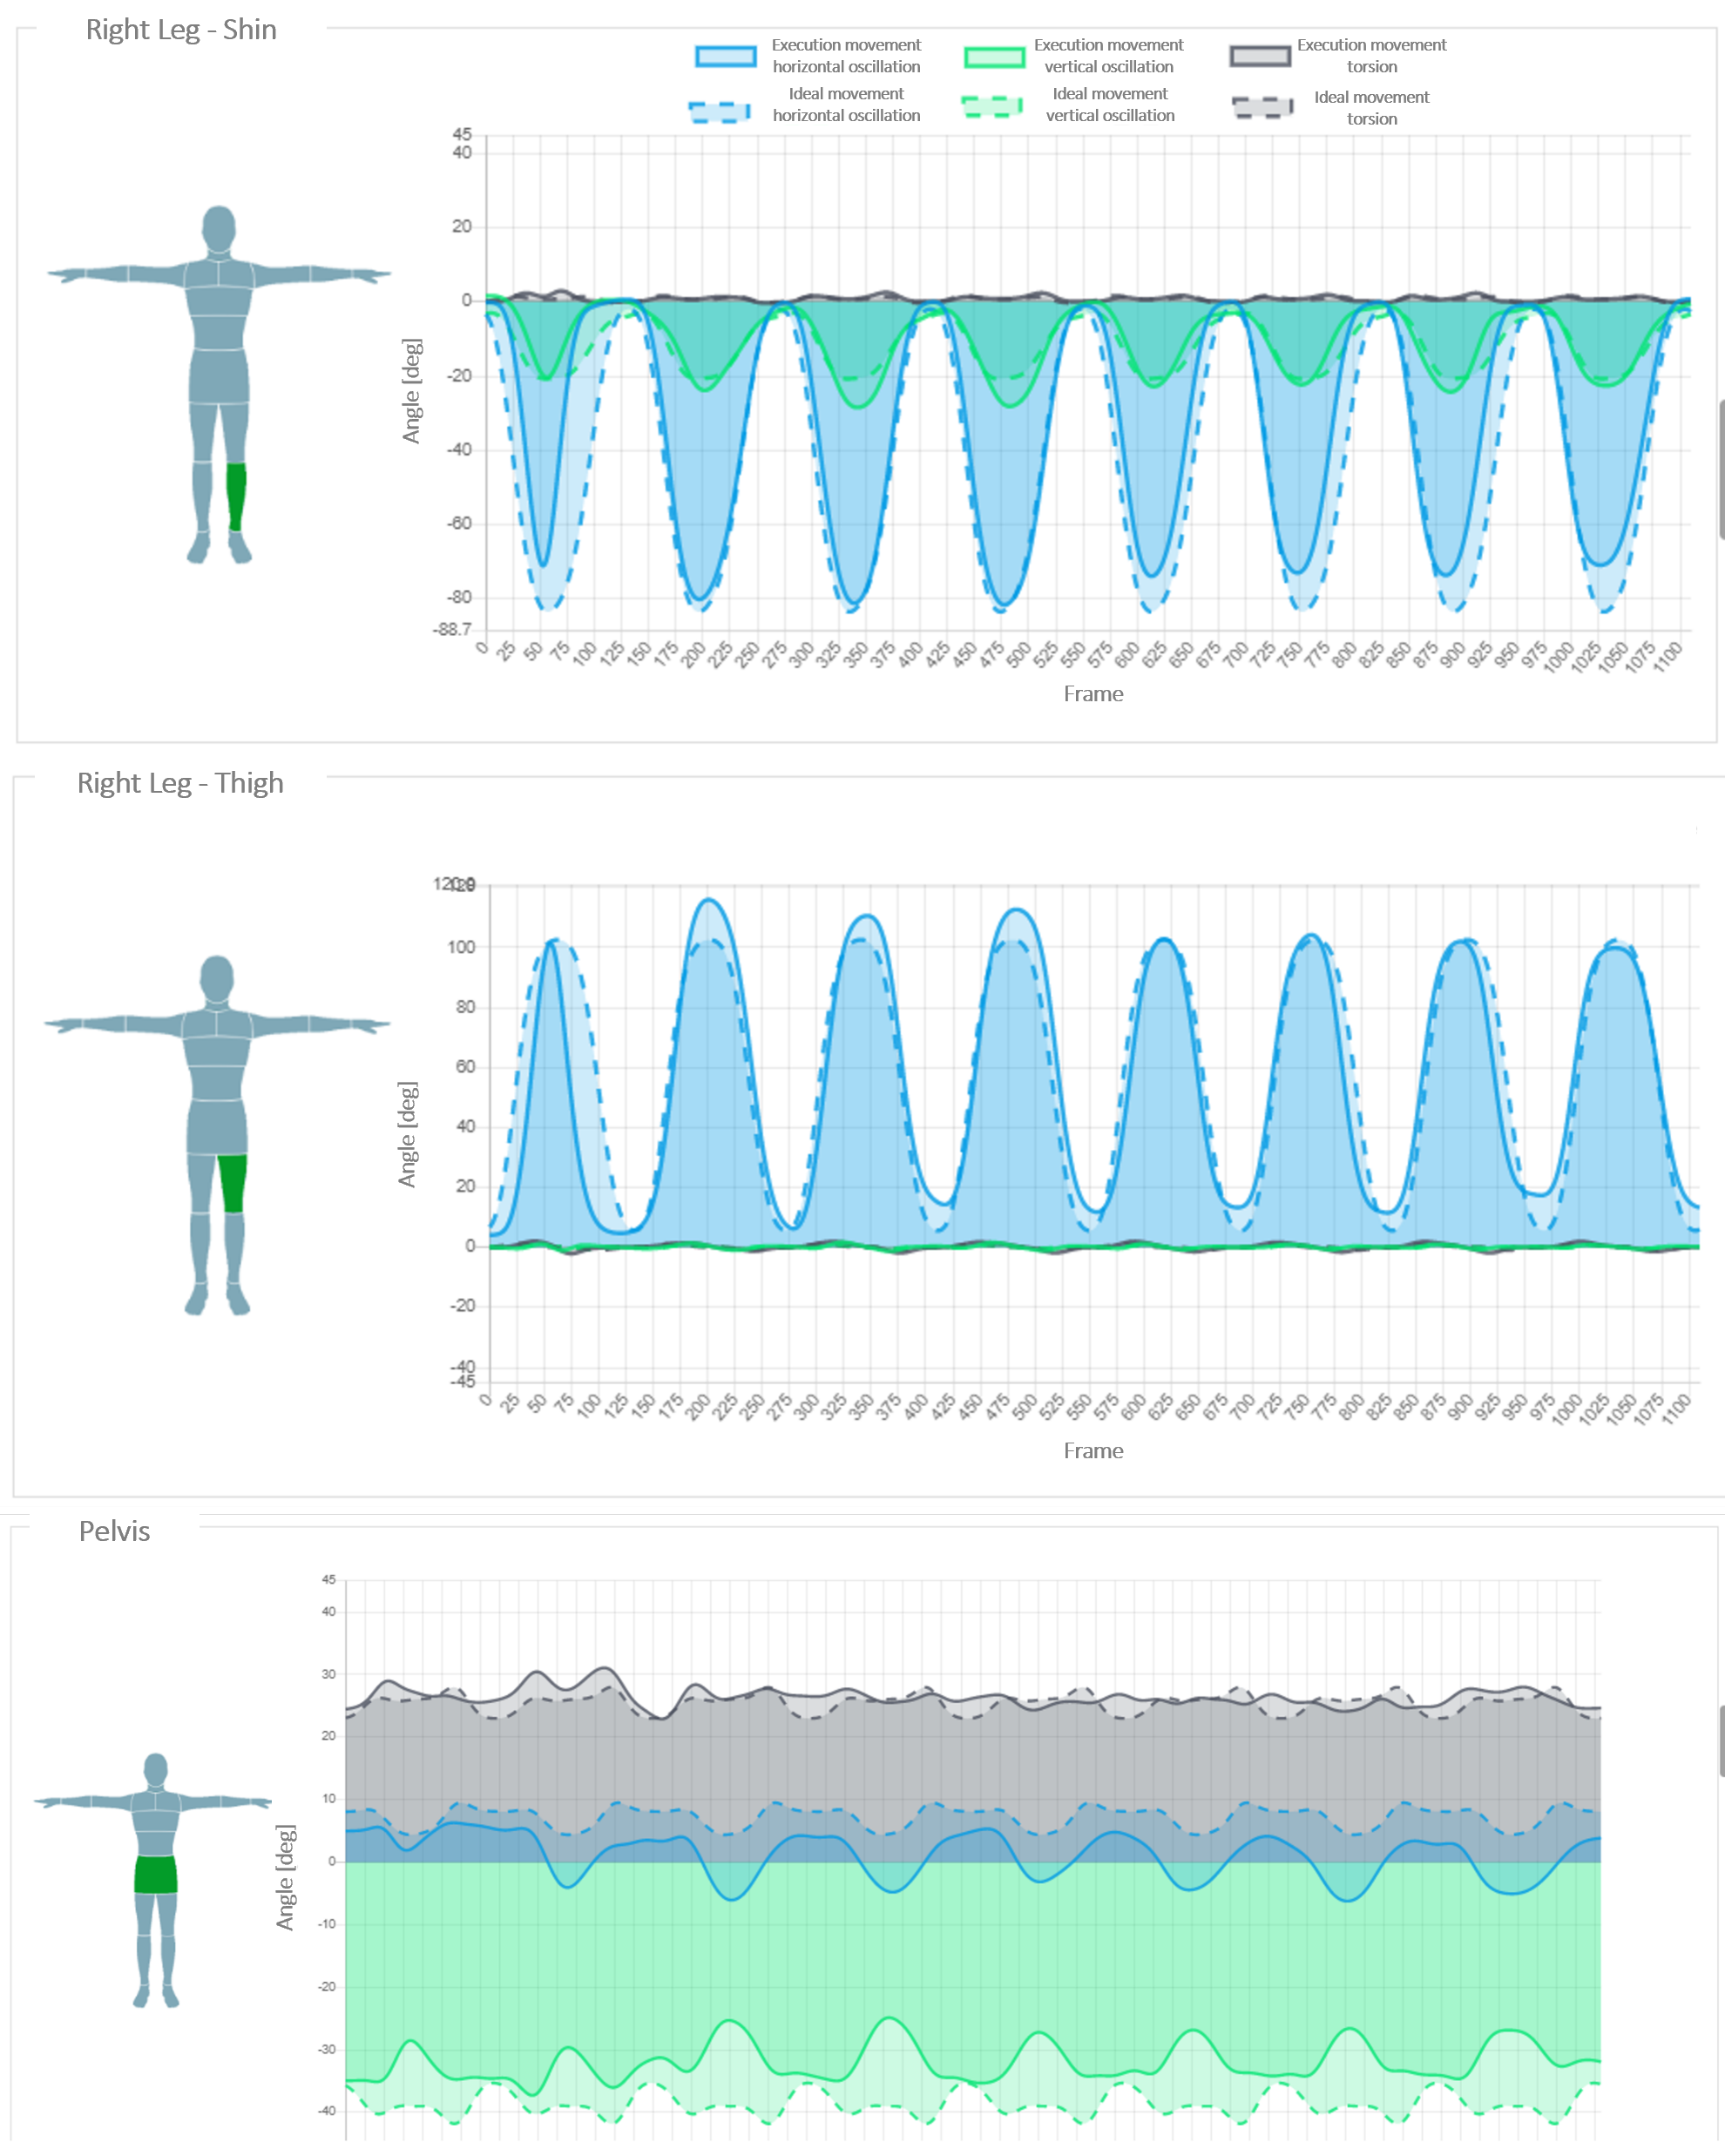 Right Leg - Shin
Execution movement
horizontal oscillation
Execution movement
vertical oscillation
Execution movement
torsion
Ideal movement
horizontal oscillation
Ideal movement
vertical oscillation
Ideal movement
torsion
45
40
20
0
-20
-40
-60
-80
-88.7
Angle [deg]
0 25 50 75 100 125 150 175 200 225 250 275 300 325 350 375 400 425 450 475 500 525 550 575 600 625 650 675 700 725 750 775 800 825 850 875 900 925 950 975 1000 1025 1050 1075 1100
Frame
Right Leg - Thigh
100
80
60
40
20
0
-20
-40
-45
Angle [deg]
0 25 50 75 100 125 150 175 200 225 250 275 300 325 350 375 400 425 450 475 500 525 550 575 600 625 650 675 700 725 750 775 800 825 850 875 900 925 950 975 1000 1025 1050 1075 1100
Frame
Pelvis
45
40
30
20
10
0
-10
-20
-30
-40
Angle [deg]